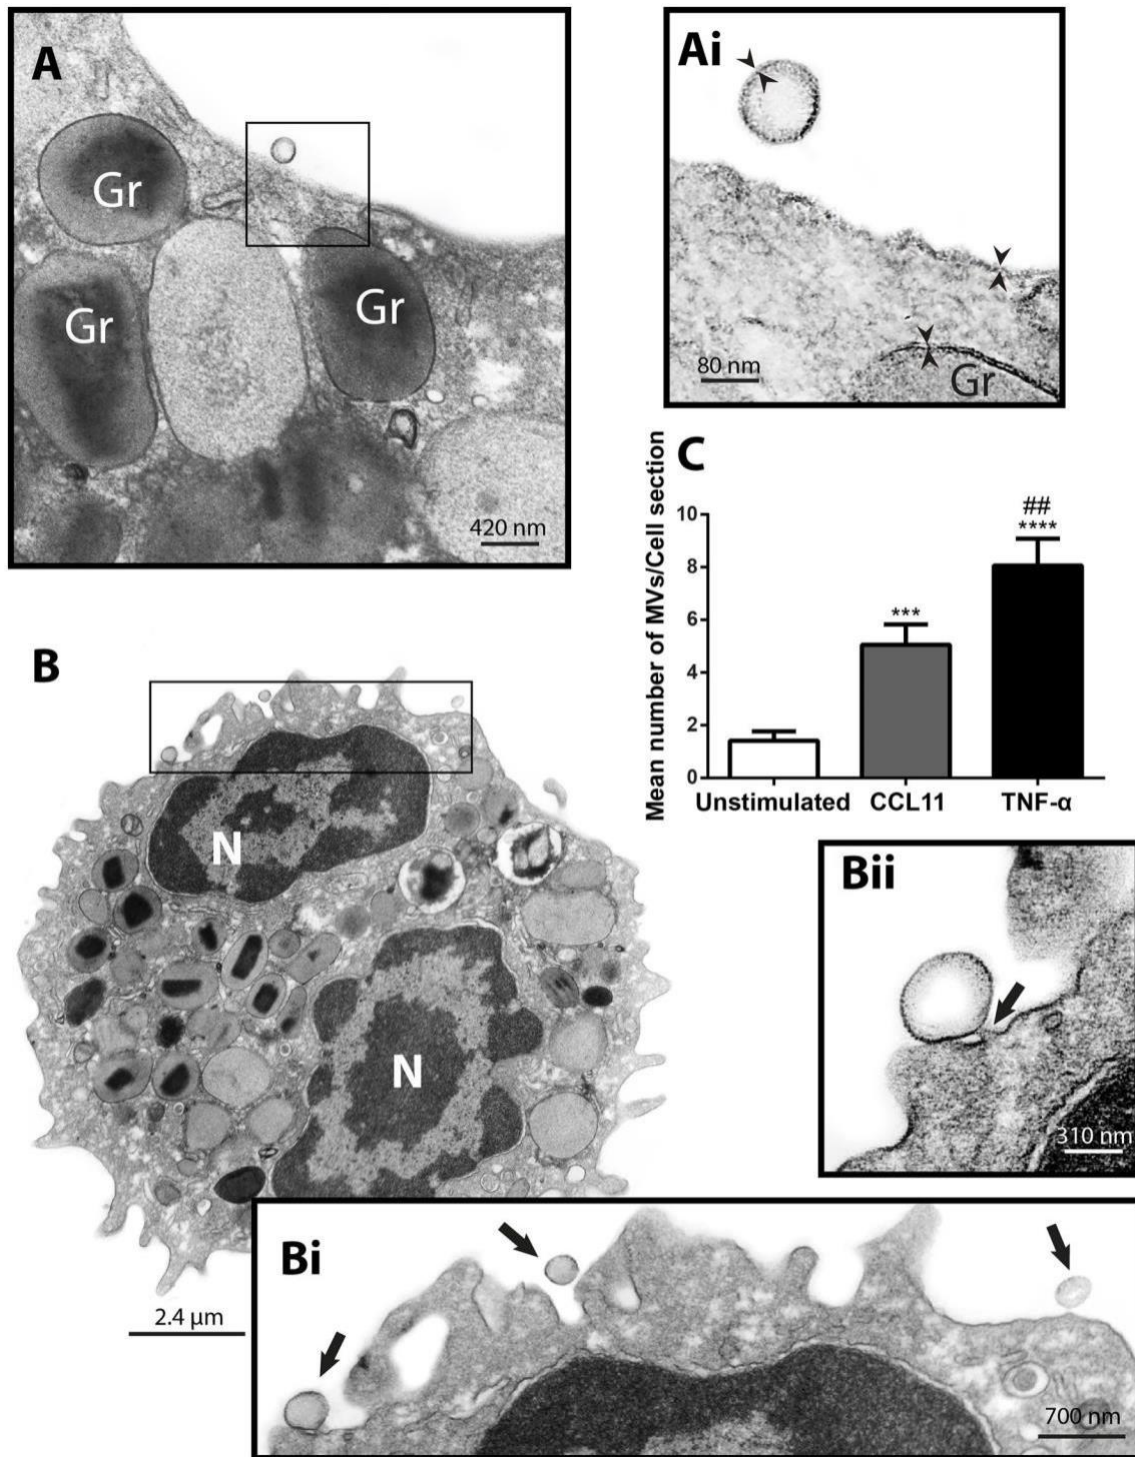 A
Gr
Gr
Gr
420 nm
Ai
80 nm
Gr
C
Mean number of MVs/Cell section
10
8
6
4
2
0
***
##
****
Unstimulated
CCL11
TNF-α
B
N
N
2.4 µm
Bii
310 nm
Bi
700 nm